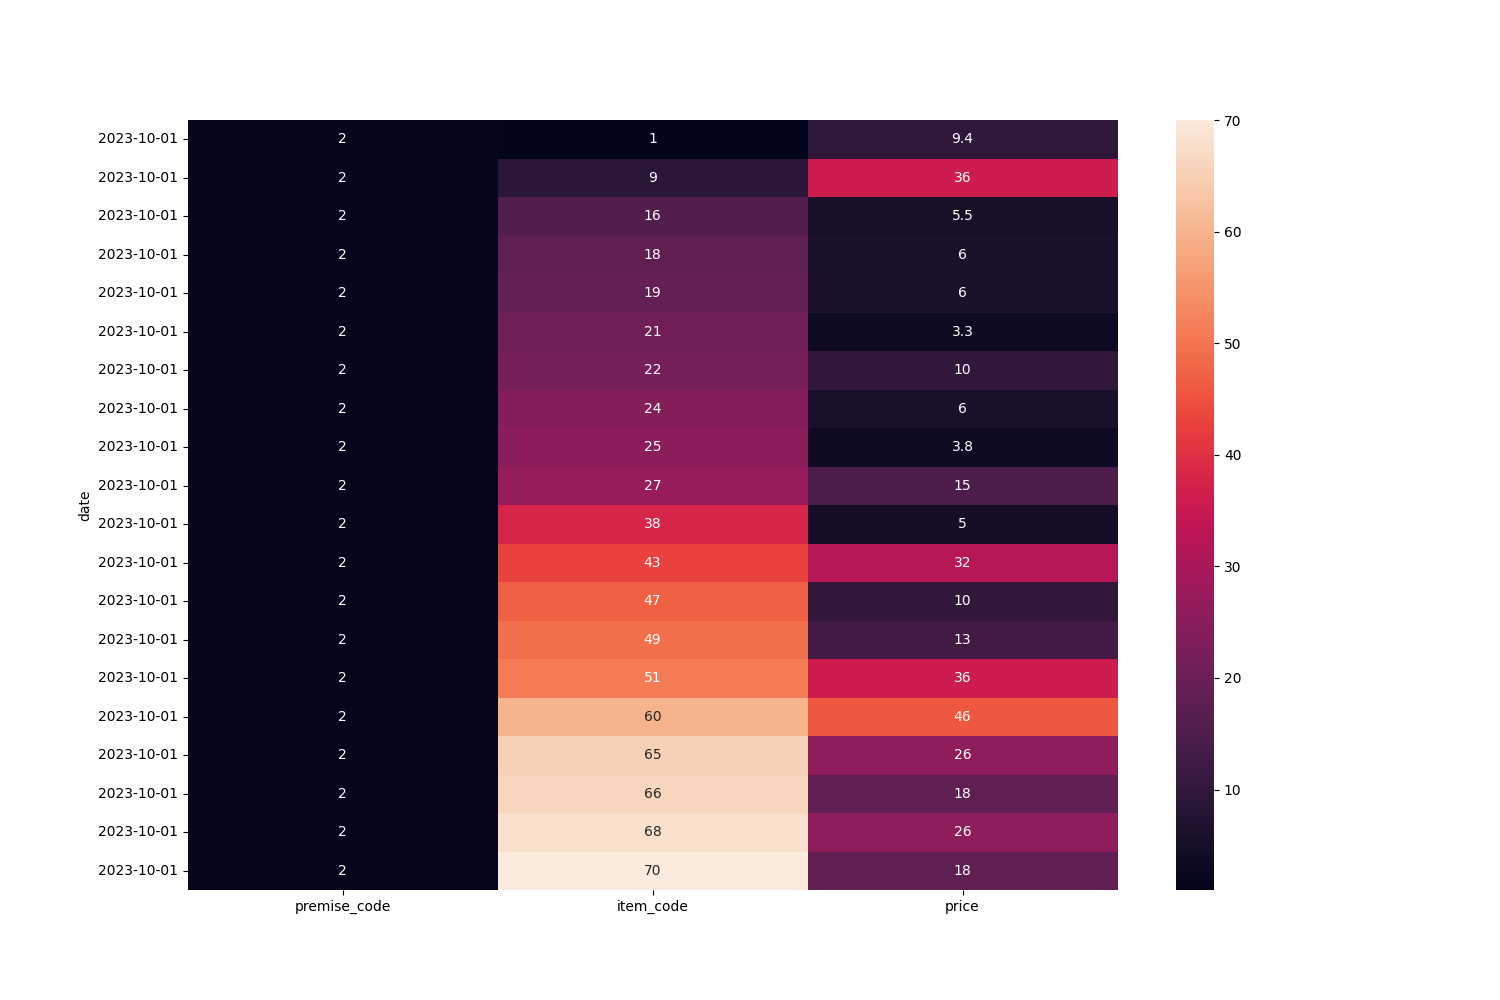 2023-10-01 2 1 9.4
2023-10-01 2 9 36
2023-10-01 2 16 5.5
2023-10-01 2 18 6
2023-10-01 2 19 6
2023-10-01 2 21 3.3
2023-10-01 2 22 10
2023-10-01 2 24 6
2023-10-01 2 25 3.8
2023-10-01 2 27 15
2023-10-01 2 38 5
2023-10-01 2 43 32
2023-10-01 2 47 10
2023-10-01 2 49 13
2023-10-01 2 51 36
2023-10-01 2 60 46
2023-10-01 2 65 26
2023-10-01 2 66 18
2023-10-01 2 68 26
2023-10-01 2 70 18
premise_code item_code price
date
70
60
50
40
30
20
10